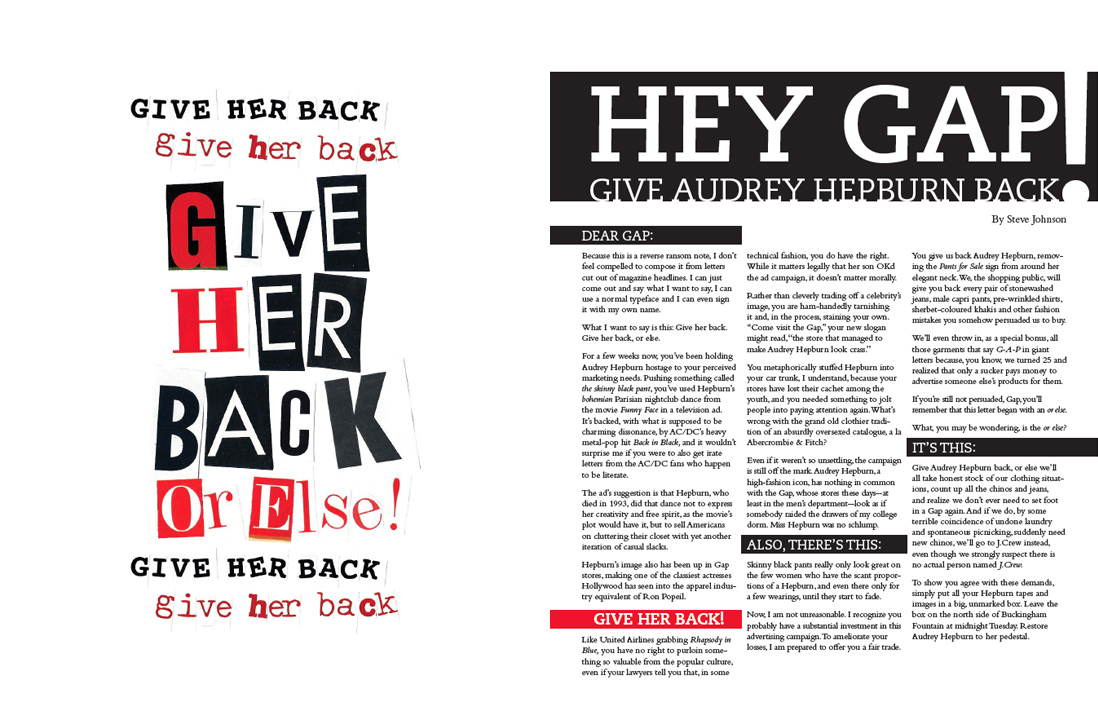 GIVE HER BACK
give her back
GIVE
HER
BACK
Or Else!
GIVE HER BACK
give her back
HEY GAP!
GIVE AUDREY HEPBURN BACK
By Steve Johnson
DEAR GAP:
Because this is a reverse ransom note, I don't
feel compelled to compose it from letters
cut out of magazine headlines. I can just
come out and say what I want to say, I can
use a normal typeface and I can even sign
it with my own name.
What I want to say is this: Give her back.
Give her back, or else.
For a few weeks now, you've been holding
Audrey Hepburn hostage to your perceived
marketing needs. Pushing something called
the skinny black pant, you've used Hepburn's
bohemian Parisian nightclub dance from
the movie Funny Face in a television ad.
It's backed, with what is supposed to be
charming dissonance, by AC/DC's heavy
metal-pop hit Back in Black, and it wouldn't
surprise me if you were to also get irate
letters from the AC/DC fans who happen
to be literate.
The ad's suggestion is that Hepburn, who
died in 1993, did that dance not to express
her creativity and free spirit, as the movie's
plot would have it, but to sell Americans
on cluttering their closet with yet another
iteration of casual slacks.
Hepburn's image also has been up in Gap
stores, making one of the classiest actresses
Hollywood has seen into the apparel indus-
try equivalent of Ron Popeil.
GIVE HER BACK!
Like United Airlines grabbing Rhapsody in
Blue, you have no right to purloin some-
thing so valuable from the popular culture,
even if your lawyers tell you that, in some
technical fashion, you do have the right.
While it matters legally that her son OKd
the ad campaign, it doesn't matter morally.
Rather than cleverly trading off a celebrity's
image, you are ham-handedly tarnishing
it and, in the process, staining your own.
"Come visit the Gap," your new slogan
might read, "the store that managed to
make Audrey Hepburn look crass."
You metaphorically stuffed Hepburn into
your car trunk, I understand, because your
stores have lost their cachet among the
youth, and you needed something to jolt
people into paying attention again. What's
wrong with the grand old clothier tradi-
tion of an absurdly oversexed catalogue, a la
Abercrombie & Fitch?
Even if it weren't so unsettling, the campaign
is still off the mark. Audrey Hepburn, a
high-fashion icon, has nothing in common
with the Gap, whose stores these days—at
least in the men's department—look as if
somebody raided the drawers of my college
dorm. Miss Hepburn was no schlump.
ALSO, THERE'S THIS:
Skinny black pants really only look great on
the few women who have the scant propor-
tions of a Hepburn, and even there only for
a few wearings, until they start to fade.
Now, I am not unreasonable. I recognize you
probably have a substantial investment in this
advertising campaign. To ameliorate your
losses, I am prepared to offer you a fair trade.
You give us back Audrey Hepburn, remov-
ing the Pants for Sale sign from around her
elegant neck. We, the shopping public, will
give you back every pair of stonewashed
jeans, male capri pants, pre-wrinkled shirts,
sherbet-coloured khakis and other fashion
mistakes you somehow persuaded us to buy.
We'll even throw in, as a special bonus, all
those garments that say G-A-P in giant
letters because, you know, we turned 25 and
realized that only a sucker pays money to
advertise someone else's products for them.
If you're still not persuaded, Gap, you'll
remember that this letter began with an or else.
What, you may be wondering, is the or else?
IT'S THIS:
Give Audrey Hepburn back, or else we'll
all take honest stock of our clothing situat-
ions, count up all the chinos and jeans,
and realize we don't ever need to set foot
in a Gap again. And if we do, by some
terrible coincidence of undone laundry
and spontaneous picnicking, suddenly need
new chinos, we'll go to J.Crew instead,
even though we strongly suspect there is
no actual person named J.Crew.
To show you agree with these demands,
simply put all your Hepburn tapes and
images in a big, unmarked box. Leave the
box on the north side of Buckingham
Fountain at midnight Tuesday. Restore
Audrey Hepburn to her pedestal.